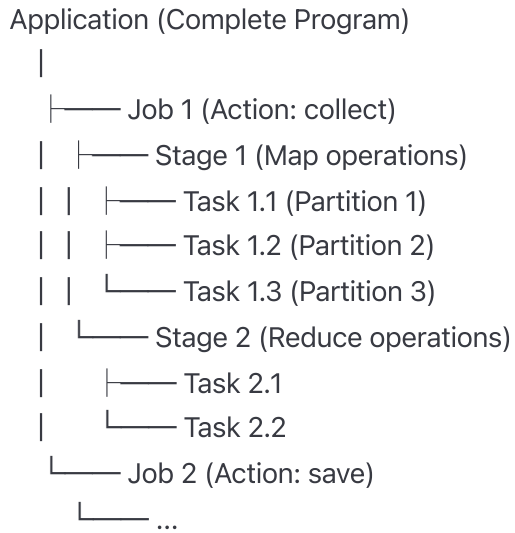 Application (Complete Program)
│
├── Job 1 (Action: collect)
│ ├── Stage 1 (Map operations)
│ │ ├── Task 1.1 (Partition 1)
│ │ ├── Task 1.2 (Partition 2)
│ │ └── Task 1.3 (Partition 3)
│ └── Stage 2 (Reduce operations)
│ ├── Task 2.1
│ └── Task 2.2
└── Job 2 (Action: save)
└── ...